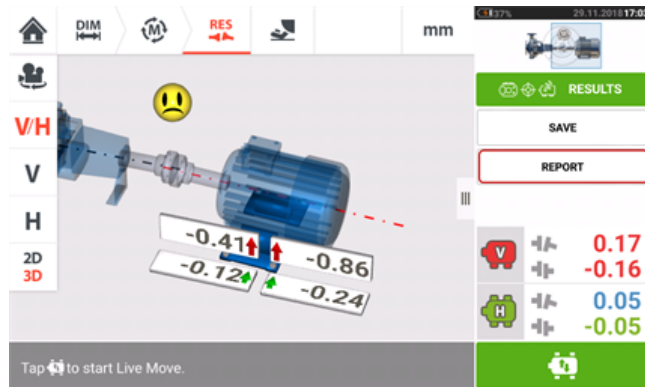 DIM
RES
mm
37%
29.11.2018 17:03
M
RESULTS
SAVE
REPORT
V/H
V
H
2D
3D
-0.41
-0.86
-0.12
-0.24
V
0.17
-0.16
H
0.05
-0.05
Tap to start Live Move.